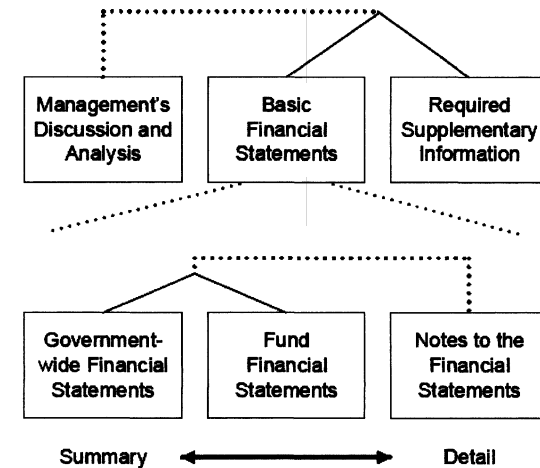 Management's
Discussion and
Analysis
Basic
Financial
Statements
Required
Supplementary
Information
Government-
wide Financial
Statements
Fund
Financial
Statements
Notes to the
Financial
Statements
Summary
Detail